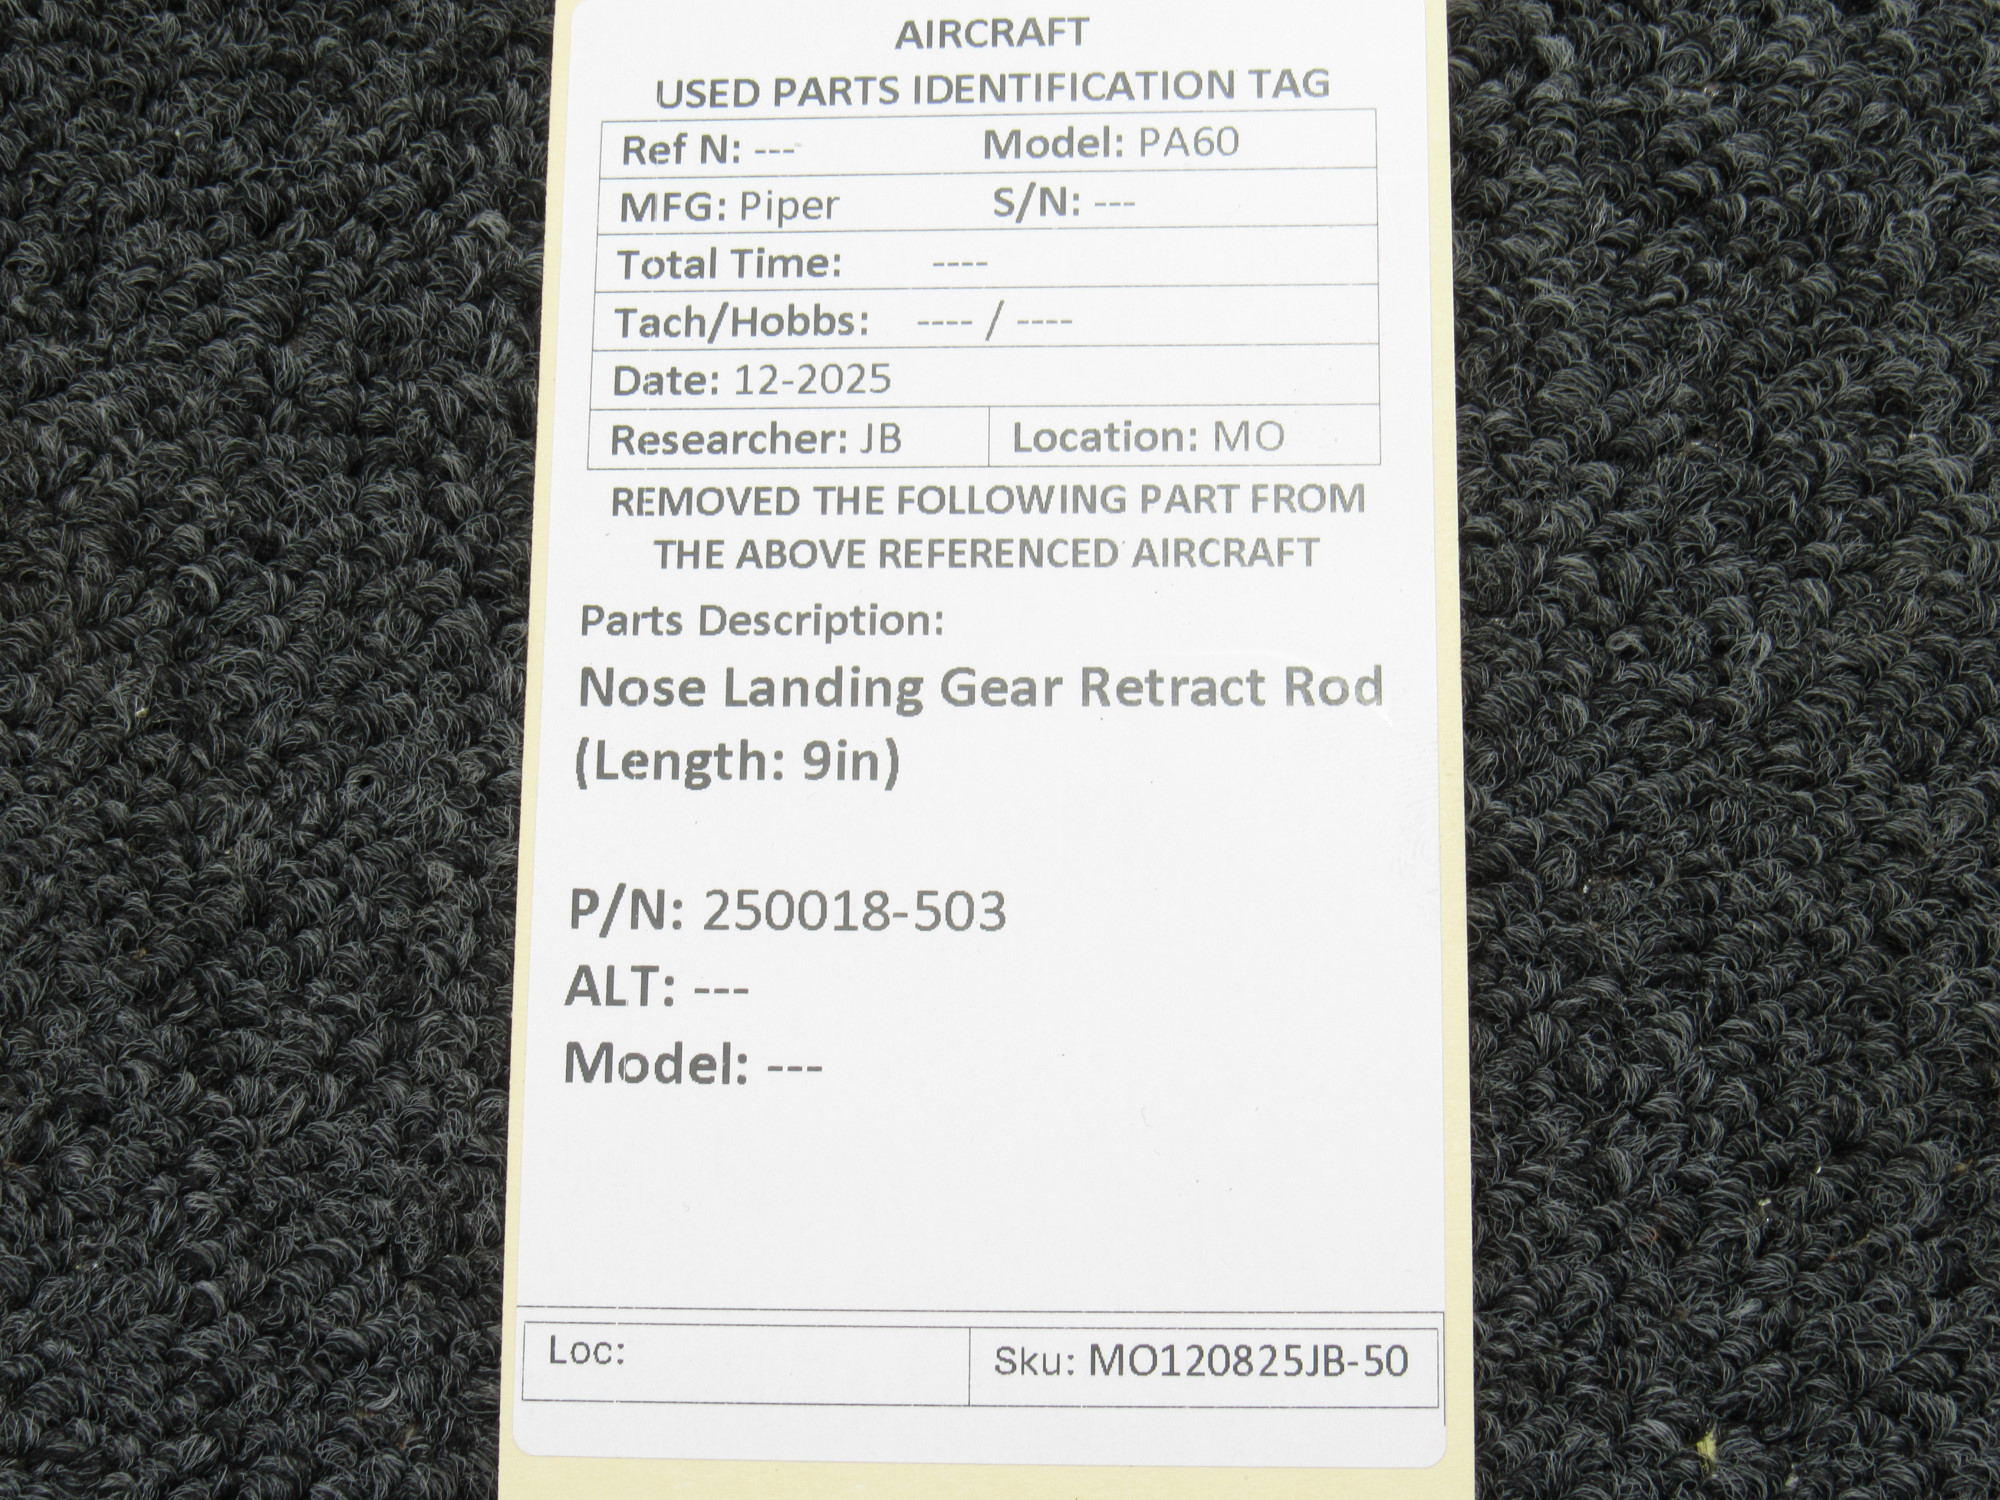 AIRCRAFT
USED PARTS IDENTIFICATION TAG
Ref N: --- Model: PA60
MFG: Piper S/N: ---
Total Time: ----
Tach/Hobbs: ---- / ----
Date: 12-2025
Researcher: JB Location: MO
REMOVED THE FOLLOWING PART FROM
THE ABOVE REFERENCED AIRCRAFT
Parts Description:
Nose Landing Gear Retract Rod
(Length: 9in)
P/N: 250018-503
ALT: ---
Model: ---
Loc: Sku: MO120825JB-50